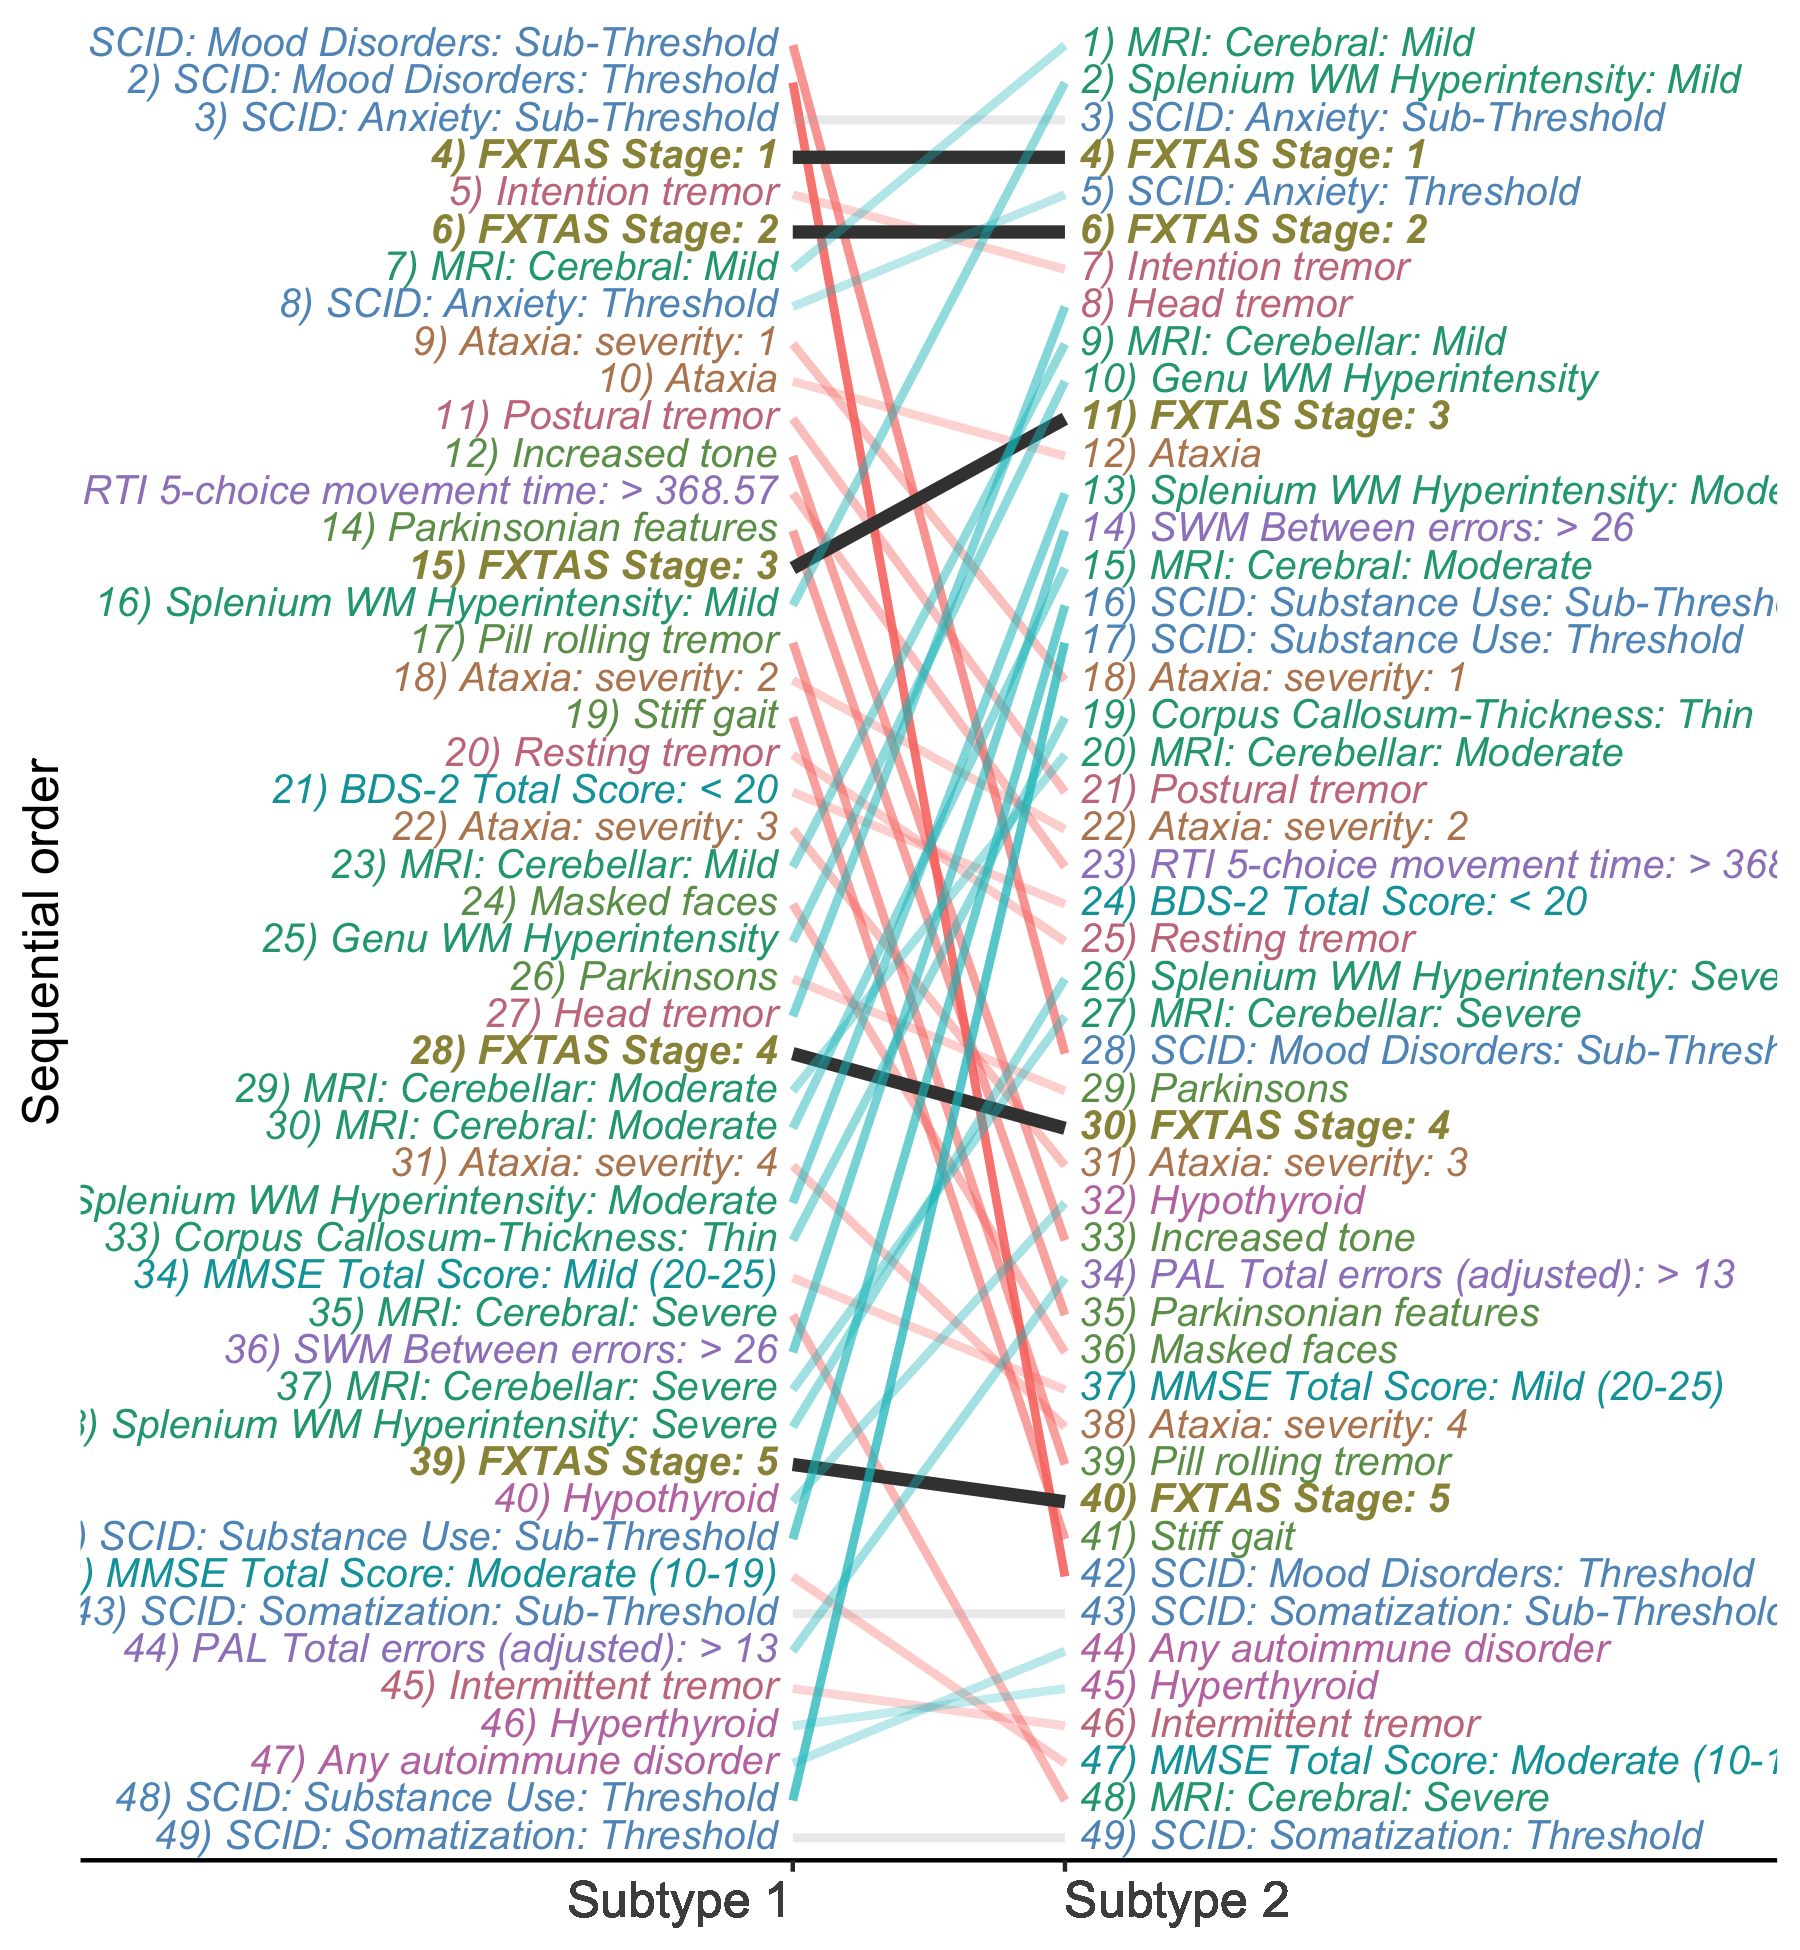 SCID: Mood Disorders: Sub-Threshold
2) SCID: Mood Disorders: Threshold
3) SCID: Anxiety: Sub-Threshold
4) FXTAS Stage: 1
5) Intention tremor
6) FXTAS Stage: 2
7) MRI: Cerebral: Mild
8) SCID: Anxiety: Threshold
9) Ataxia: severity: 1
10) Ataxia
11) Postural tremor
12) Increased tone
RTI 5-choice movement time: > 368.57
14) Parkinsonian features
15) FXTAS Stage: 3
16) Splenium WM Hyperintensity: Mild
17) Pill rolling tremor
18) Ataxia: severity: 2
19) Stiff gait
20) Resting tremor
21) BDS-2 Total Score: < 20
22) Ataxia: severity: 3
23) MRI: Cerebellar: Mild
24) Masked faces
25) Genu WM Hyperintensity
26) Parkinsons
27) Head tremor
28) FXTAS Stage: 4
29) MRI: Cerebellar: Moderate
30) MRI: Cerebral: Moderate
31) Ataxia: severity: 4
Splenium WM Hyperintensity: Moderate
33) Corpus Callosum-Thickness: Thin
34) MMSE Total Score: Mild (20-25)
35) MRI: Cerebral: Severe
36) SWM Between errors: > 26
37) MRI: Cerebellar: Severe
) Splenium WM Hyperintensity: Severe
39) FXTAS Stage: 5
40) Hypothyroid
) SCID: Substance Use: Sub-Threshold
) MMSE Total Score: Moderate (10-19)
43) SCID: Somatization: Sub-Threshold
44) PAL Total errors (adjusted): > 13
45) Intermittent tremor
46) Hyperthyroid
47) Any autoimmune disorder
48) SCID: Substance Use: Threshold
49) SCID: Somatization: Threshold
1) MRI: Cerebral: Mild
2) Splenium WM Hyperintensity: Mild
3) SCID: Anxiety: Sub-Threshold
4) FXTAS Stage: 1
5) SCID: Anxiety: Threshold
6) FXTAS Stage: 2
7) Intention tremor
8) Head tremor
9) MRI: Cerebellar: Mild
10) Genu WM Hyperintensity
11) FXTAS Stage: 3
12) Ataxia
13) Splenium WM Hyperintensity: Mode
14) SWM Between errors: > 26
15) MRI: Cerebral: Moderate
16) SCID: Substance Use: Sub-Thresh
17) SCID: Substance Use: Threshold
18) Ataxia: severity: 1
19) Corpus Callosum-Thickness: Thin
20) MRI: Cerebellar: Moderate
21) Postural tremor
22) Ataxia: severity: 2
23) RTI 5-choice movement time: > 368
24) BDS-2 Total Score: < 20
25) Resting tremor
26) Splenium WM Hyperintensity: Seve
27) MRI: Cerebellar: Severe
28) SCID: Mood Disorders: Sub-Thresh
29) Parkinsons
30) FXTAS Stage: 4
31) Ataxia: severity: 3
32) Hypothyroid
33) Increased tone
34) PAL Total errors (adjusted): > 13
35) Parkinsonian features
36) Masked faces
37) MMSE Total Score: Mild (20-25)
38) Ataxia: severity: 4
39) Pill rolling tremor
40) FXTAS Stage: 5
41) Stiff gait
42) SCID: Mood Disorders: Threshold
43) SCID: Somatization: Sub-Threshold
44) Any autoimmune disorder
45) Hyperthyroid
46) Intermittent tremor
47) MMSE Total Score: Moderate (10-1
48) MRI: Cerebral: Severe
49) SCID: Somatization: Threshold
Sequential order
Subtype 1
Subtype 2